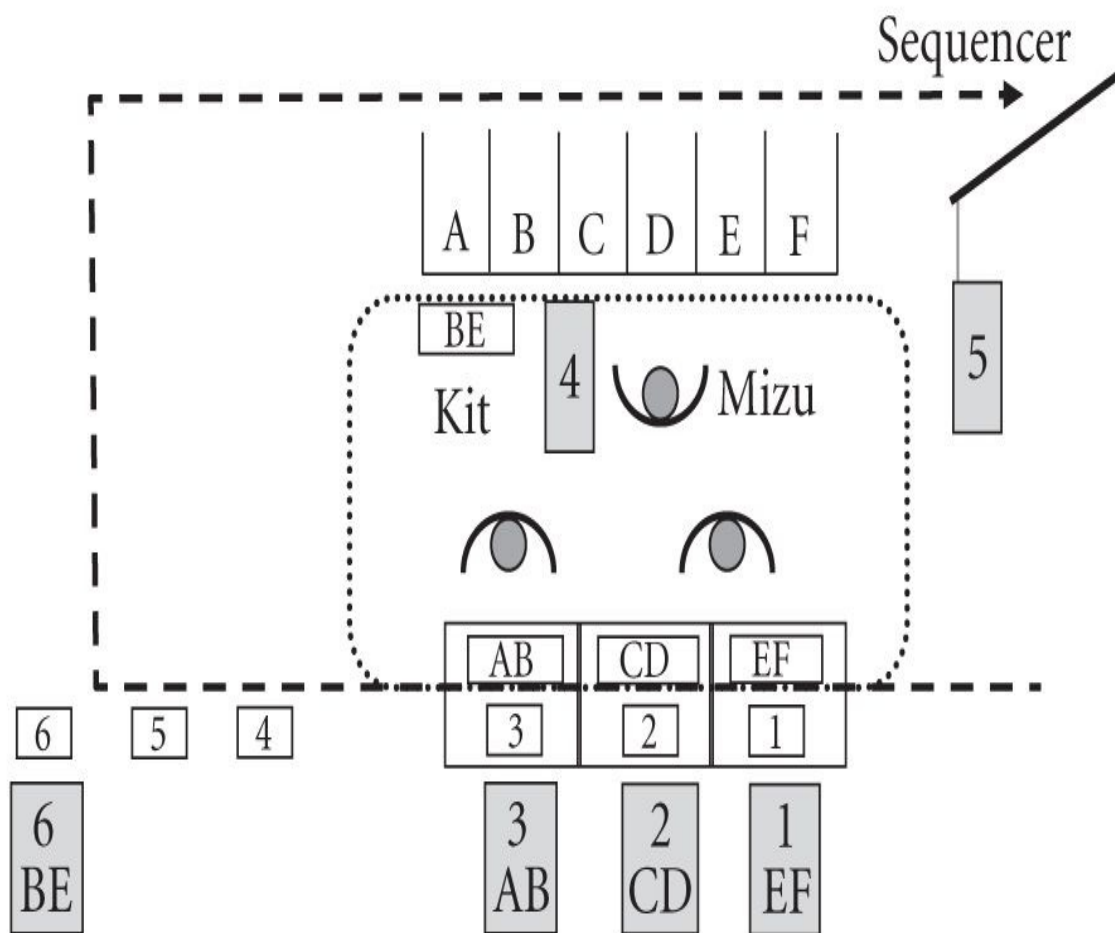 Sequencer
A B C D E F
BE
4
5
Kit
Mizu
AB CD EF
6 5 4 3 2 1
6
BE
3
AB
2
CD
1
EF